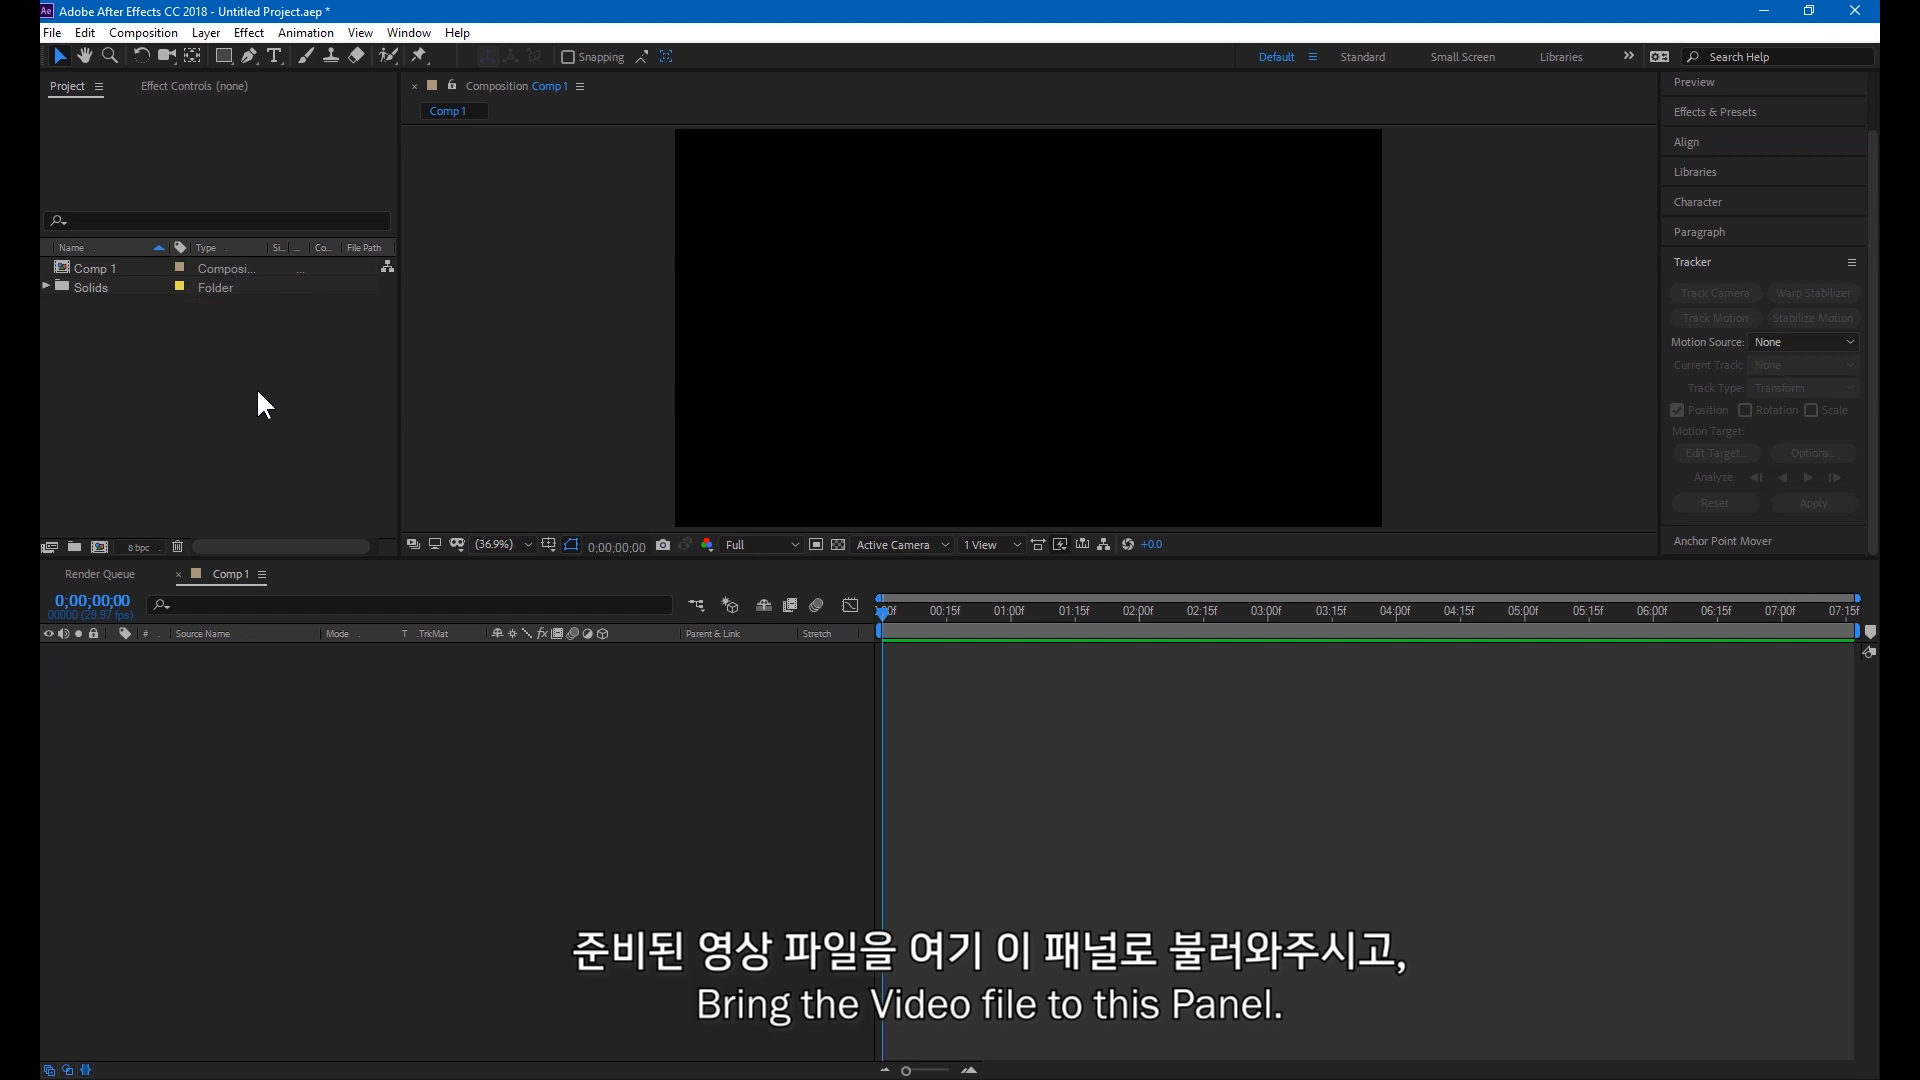 Adobe After Effects CC 2018 - Untitled Project.aep *
File Edit Composition Layer Effect Animation View Window Help
Snapping
Default Standard Small Screen Libraries Search Help
Project Effect Controls (none)
Composition Comp 1
Comp 1
Name Type Si... ... Co... File Path
Comp 1 Composi... ...
Solids Folder
8 bpc
(36.9%) 0;00;00;00 Full Active Camera 1 View +0.0
Preview
Effects & Presets
Align
Libraries
Character
Paragraph
Tracker
Track Camera Warp Stabilizer
Track Motion Stabilize Motion
Motion Source: None
Current Track: None
Track Type: Transform
Position Rotation Scale
Motion Target:
Edit Target... Options...
Analyze:
Reset Apply
Anchor Point Mover
Render Queue Comp 1
0;00;00;00
00000 (29.97 fps)
:00f 00:15f 01:00f 01:15f 02:00f 02:15f 03:00f 03:15f 04:00f 04:15f 05:00f 05:15f 06:00f 06:15f 07:00f 07:15f
# Source Name Mode T .TrkMat fx Parent & Link Stretch
준비된 영상 파일을 여기 이 패널로 불러와주시고,
Bring the Video file to this Panel.